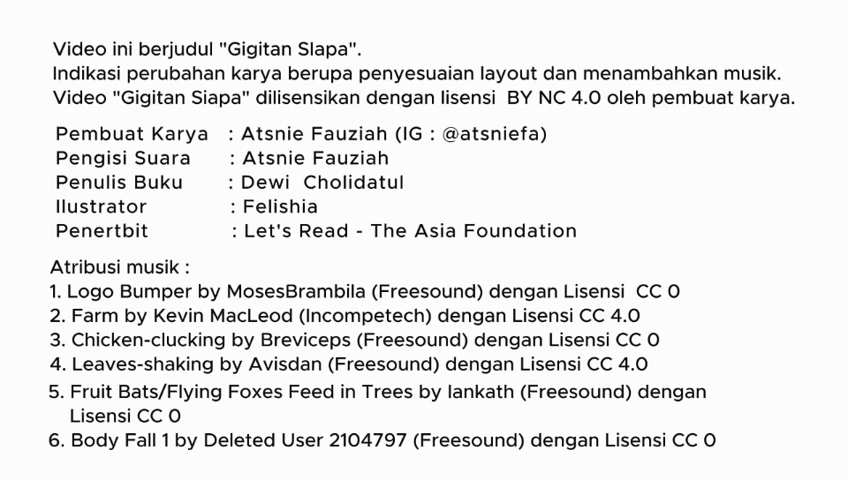 Video ini berjudul "Gigitan SIapa".
Indikasi perubahan karya berupa penyesuaian layout dan menambahkan musik.
Video "Gigitan Siapa" dilisensikan dengan lisensi BY NC 4.0 oleh pembuat karya.
Pembuat Karya : Atsnie Fauziah (IG : @atsniefa)
Pengisi Suara : Atsnie Fauziah
Penulis Buku : Dewi Cholidatul
Ilustrator : Felishia
Penertbit : Let's Read - The Asia Foundation
Atribusi musik :
1. Logo Bumper by MosesBrambila (Freesound) dengan Lisensi CC 0
2. Farm by Kevin MacLeod (Incompetech) dengan Lisensi CC 4.0
3. Chicken-clucking by Breviceps (Freesound) dengan Lisensi CC 0
4. Leaves-shaking by Avisdan (Freesound) dengan Lisensi CC 4.0
5. Fruit Bats/Flying Foxes Feed in Trees by lankath (Freesound) dengan
Lisensi CC 0
6. Body Fall 1 by Deleted User 2104797 (Freesound) dengan Lisensi CC 0